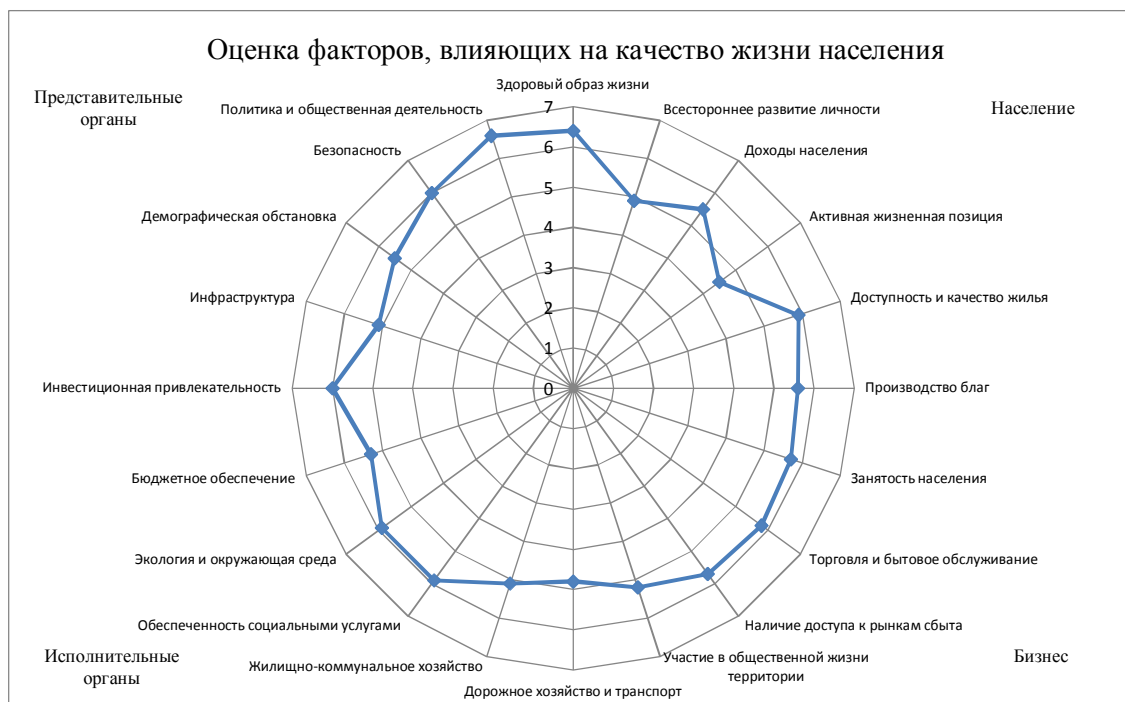 Оценка факторов, влияющих на качество жизни населения
Представительные
органы
Население
Здоровый образ жизни
Политика и общественная деятельность
Всестороннее развитие личности
Безопасность
Доходы населения
Демографическая обстановка
Активная жизненная позиция
Инфраструктура
Доступность и качество жилья
Инвестиционная привлекательность
Производство благ
Бюджетное обеспечение
Занятость населения
Экология и окружающая среда
Торговля и бытовое обслуживание
Обеспеченность социальными услугами
Наличие доступа к рынкам сбыта
Жилищно-коммунальное хозяйство
Участие в общественной жизни
территории
Дорожное хозяйство и транспорт
Исполнительные
органы
Бизнес
7
6
5
4
3
2
1
0